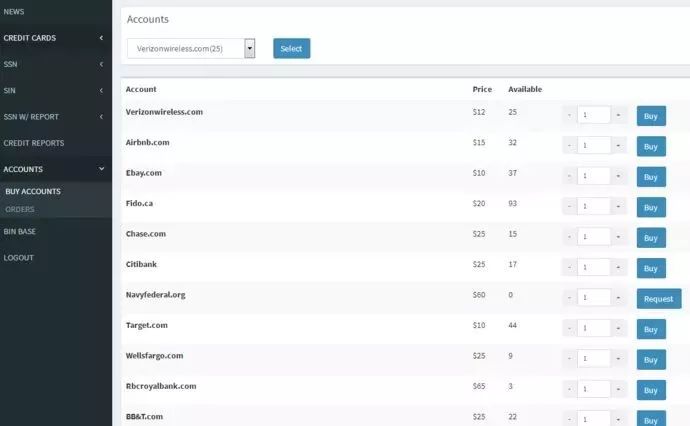 NEWS
CREDIT CARDS
SSN
SIN
SSN W/ REPORT
CREDIT REPORTS
ACCOUNTS
BUY ACCOUNTS
ORDERS
BIN BASE
LOGOUT
Accounts
Verizonwireless.com(25) Select
Account Price Available
Verizonwireless.com $12 25 - 1 + Buy
Airbnb.com $15 32 - 1 + Buy
Ebay.com $10 37 - 1 + Buy
Fido.ca $20 93 - 1 + Buy
Chase.com $25 15 - 1 + Buy
Citibank $25 17 - 1 + Buy
Navyfederal.org $60 0 - 1 + Request
Target.com $10 44 - 1 + Buy
Wellsfargo.com $25 9 - 1 + Buy
Rbcroyalbank.com $65 3 - 1 + Buy
BB&T.com $25 22 - 1 + Buy